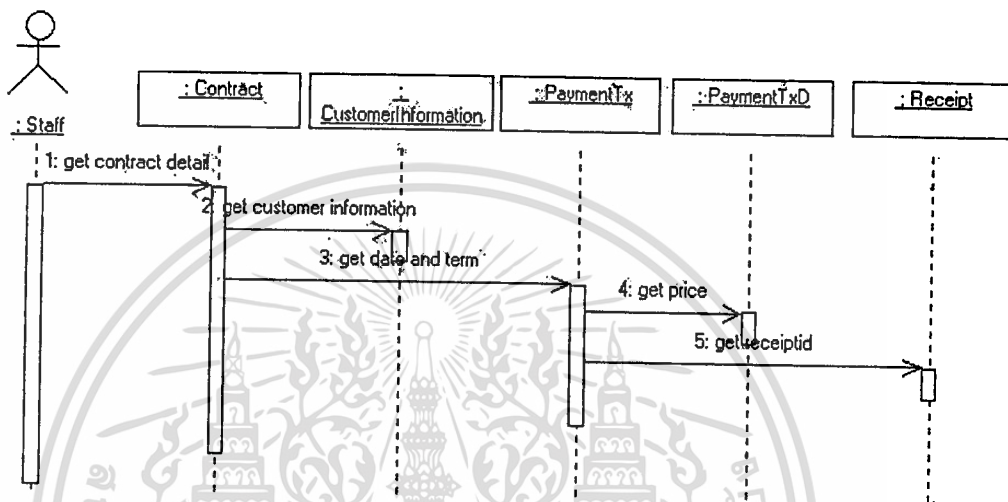 : Staff
: Contract
:
CustomerInformation
: PaymentTx
: PaymentTxD
: Receipt
1: get contract detail
2: get customer information
3: get date and term
4: get price
5: get receiptid